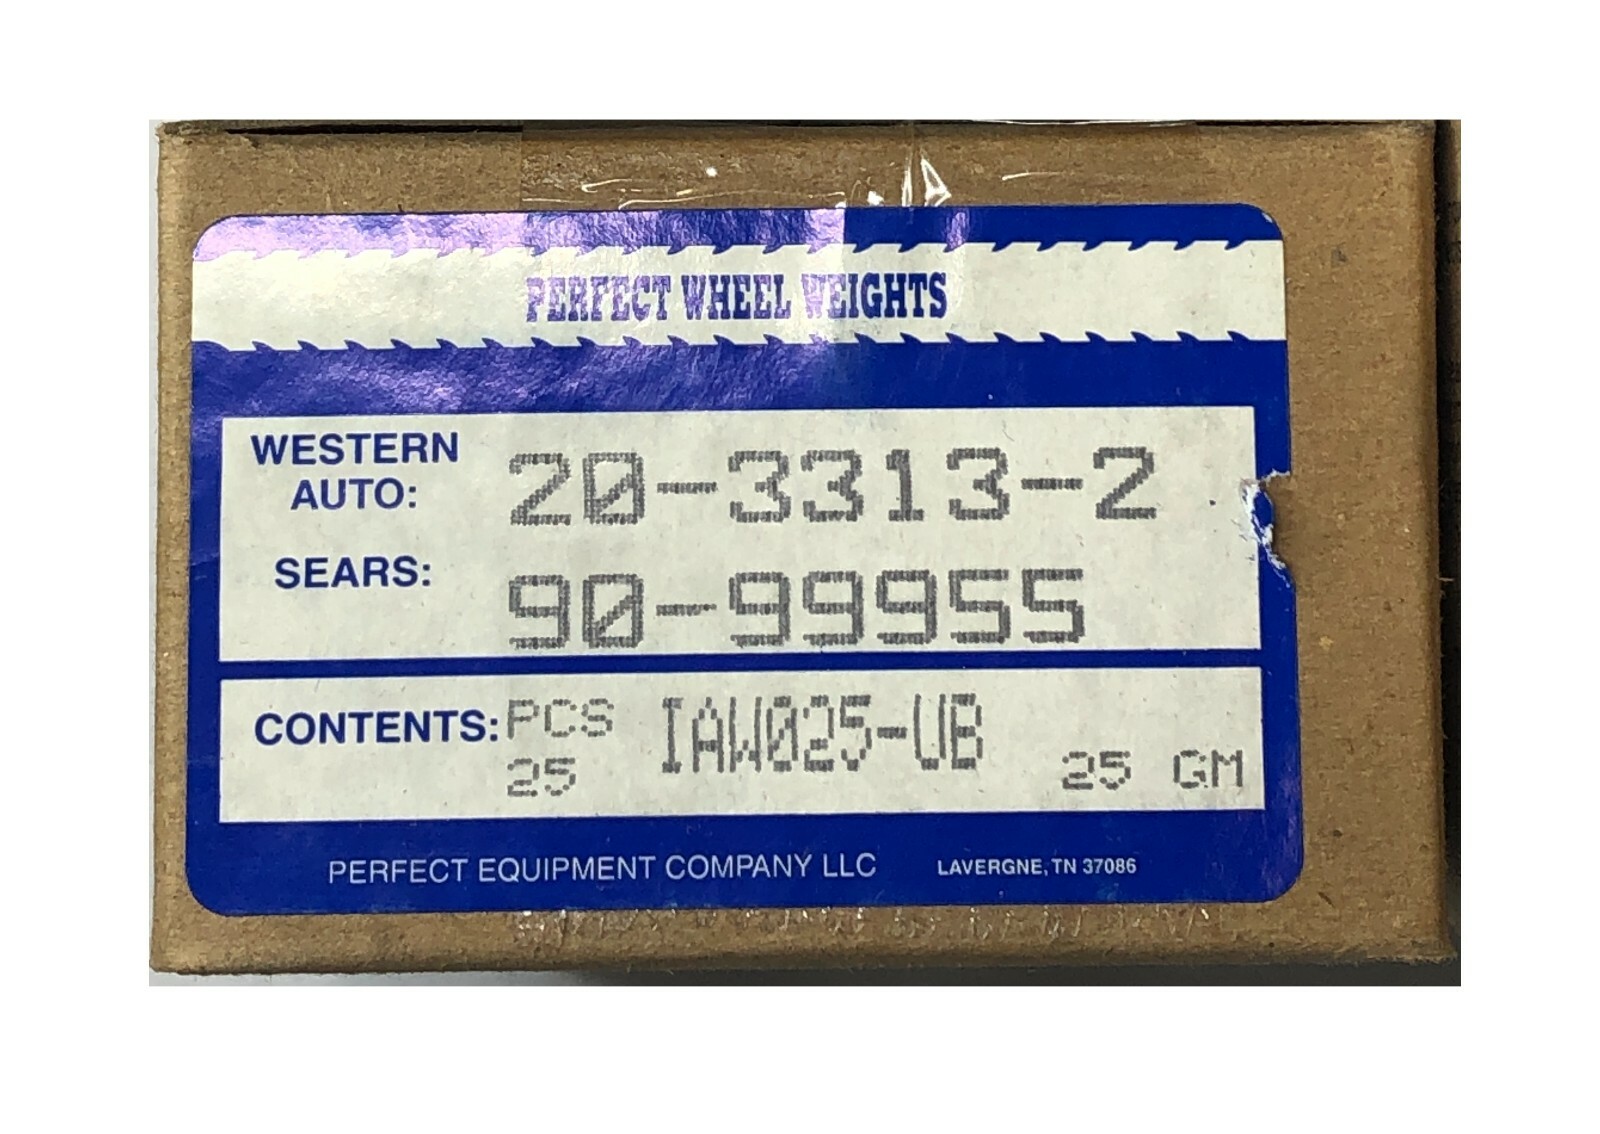 PERFECT WHEEL WEIGHTS
WESTERN AUTO: 20-3313-2
SEARS: 90-99955
CONTENTS: PCS 25 IAW025-UB 25 GM
PERFECT EQUIPMENT COMPANY LLC LAVERGNE, TN 37086